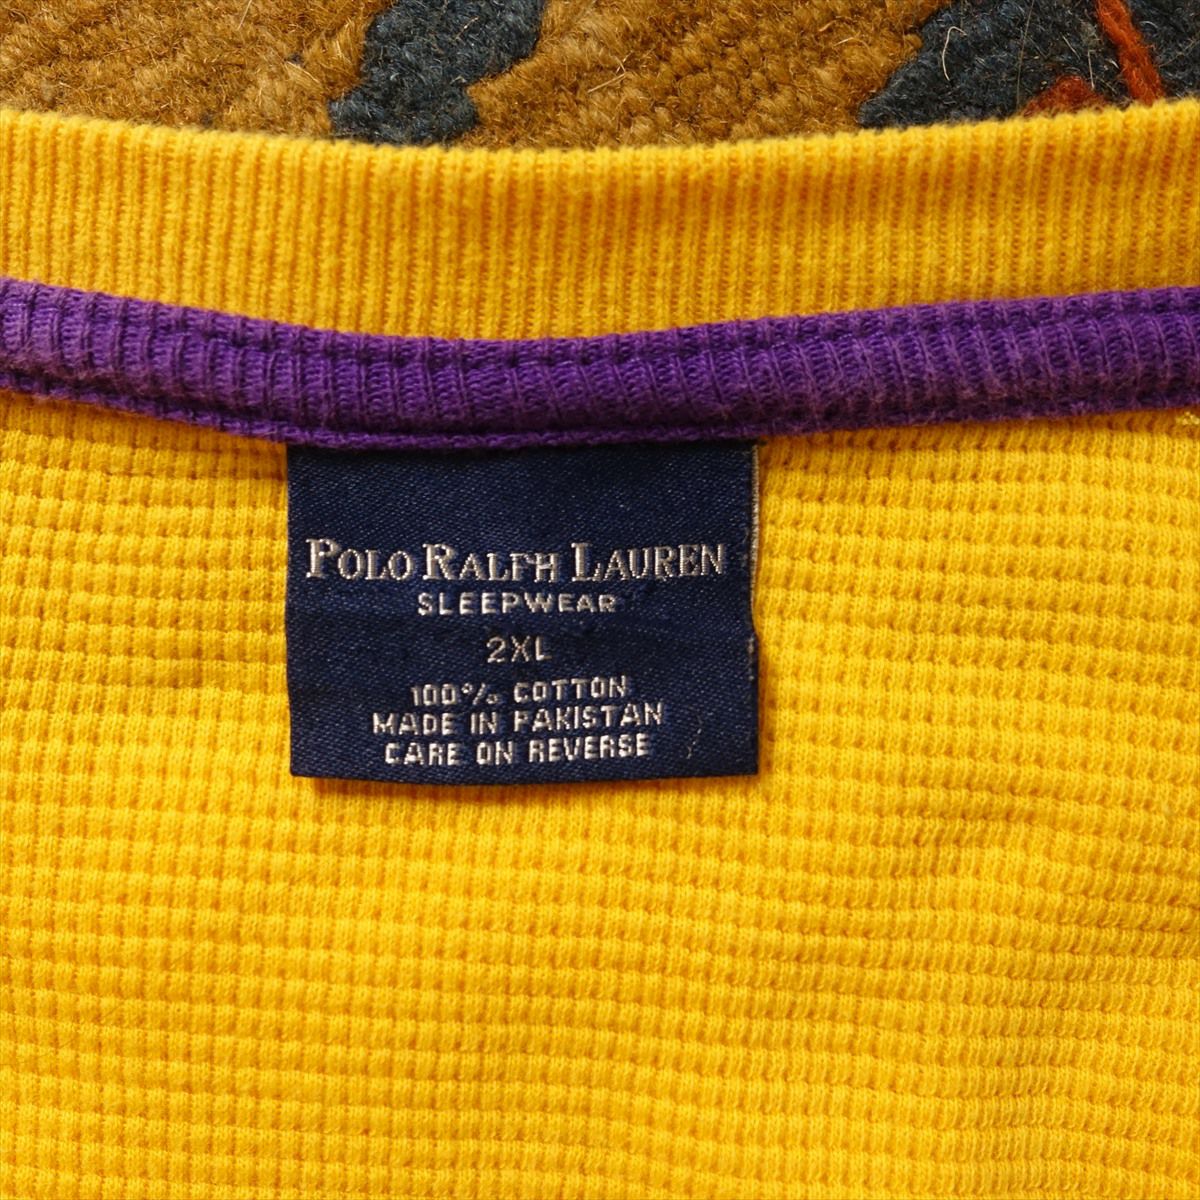 POLO RALPH LAUREN
SLEEPWEAR
2XL
100% COTTON
MADE IN PAKISTAN
CARE ON REVERSE